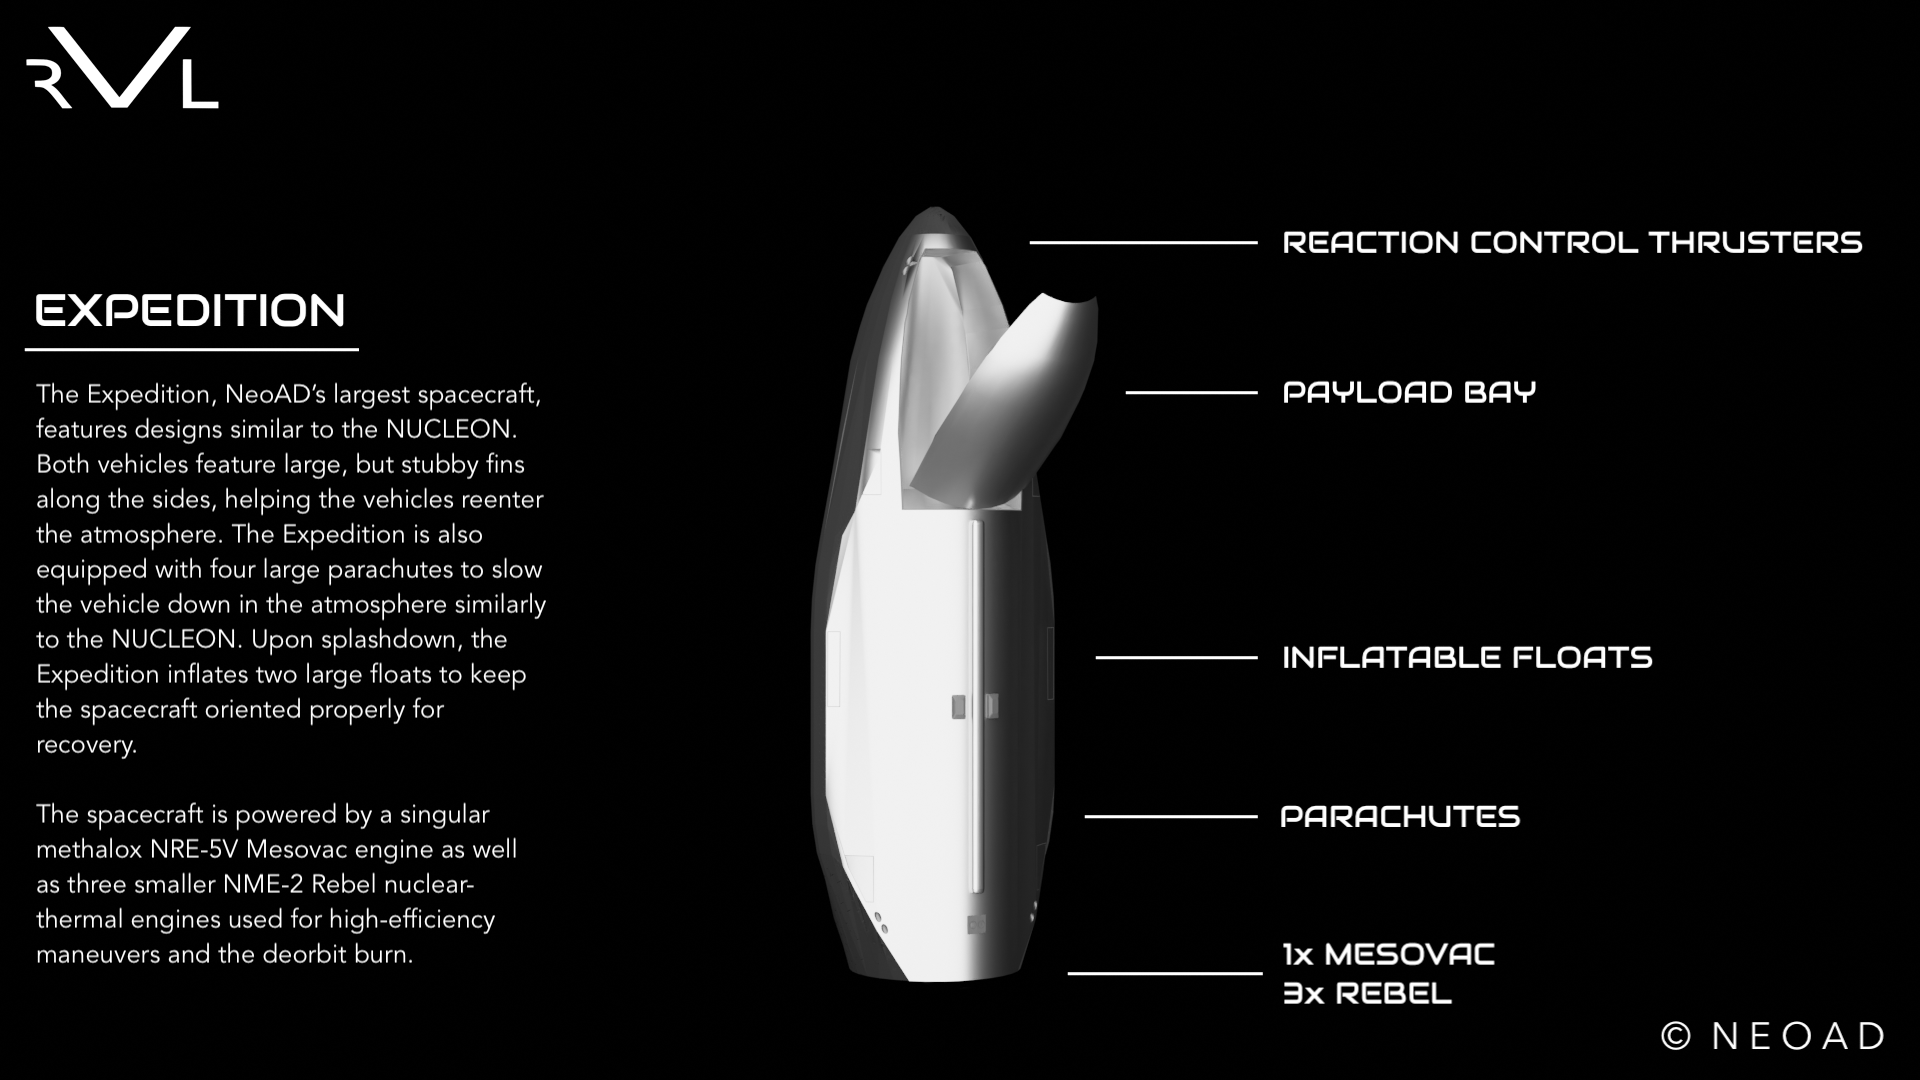 RVL
EXPEDITION
The Expedition, NeoAD’s largest spacecraft,
features designs similar to the NUCLEON.
Both vehicles feature large, but stubby fins
along the sides, helping the vehicles reenter
the atmosphere. The Expedition is also
equipped with four large parachutes to slow
the vehicle down in the atmosphere similarly
to the NUCLEON. Upon splashdown, the
Expedition inflates two large floats to keep
the spacecraft oriented properly for
recovery.
The spacecraft is powered by a singular
methalox NRE-5V Mesovac engine as well
as three smaller NME-2 Rebel nuclear-
thermal engines used for high-efficiency
maneuvers and the deorbit burn.
REACTION CONTROL THRUSTERS
PAYLOAD BAY
INFLATABLE FLOATS
PARACHUTES
1x MESOVAC
3x REBEL
© NEOAD